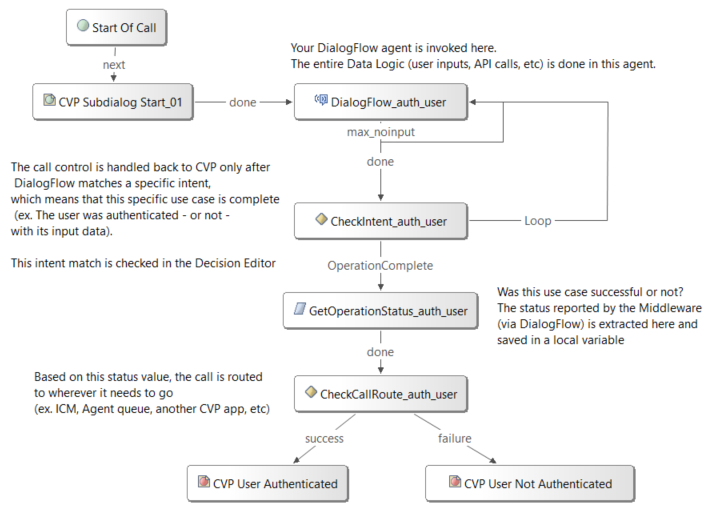 Start Of Call
next
Your DialogFlow agent is invoked here.
The entire Data Logic (user inputs, API calls, etc) is done in this agent.
CVP Subdialog Start_01
done
DialogFlow_auth_user
max_noinput
done
The call control is handled back to CVP only after
DialogFlow matches a specific intent,
which means that this specific use case is complete
(ex. The user was authenticated - or not -
with its input data).
This intent match is checked in the Decision Editor
CheckIntent_auth_user
Loop
OperationComplete
GetOperationStatus_auth_user
Was this use case successful or not?
The status reported by the Middleware
(via DialogFlow) is extracted here and
saved in a local variable
done
Based on this status value, the call is routed
to wherever it needs to go
(ex. ICM, Agent queue, another CVP app, etc)
CheckCallRoute_auth_user
success
failure
CVP User Authenticated
CVP User Not Authenticated